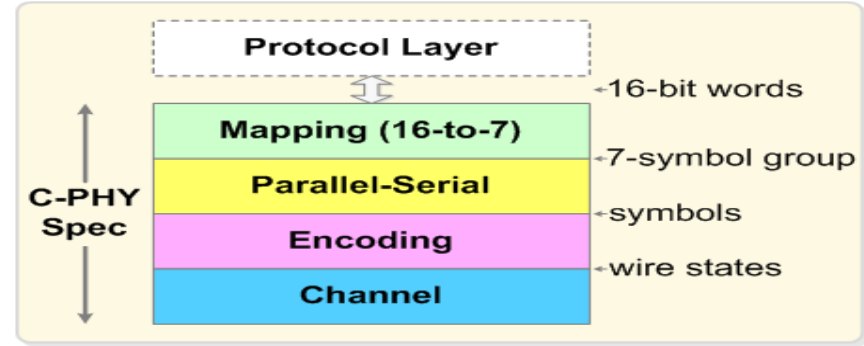 Protocol Layer
16-bit words
Mapping (16-to-7)
7-symbol group
Parallel-Serial
C-PHY
Spec
symbols
Encoding
wire states
Channel